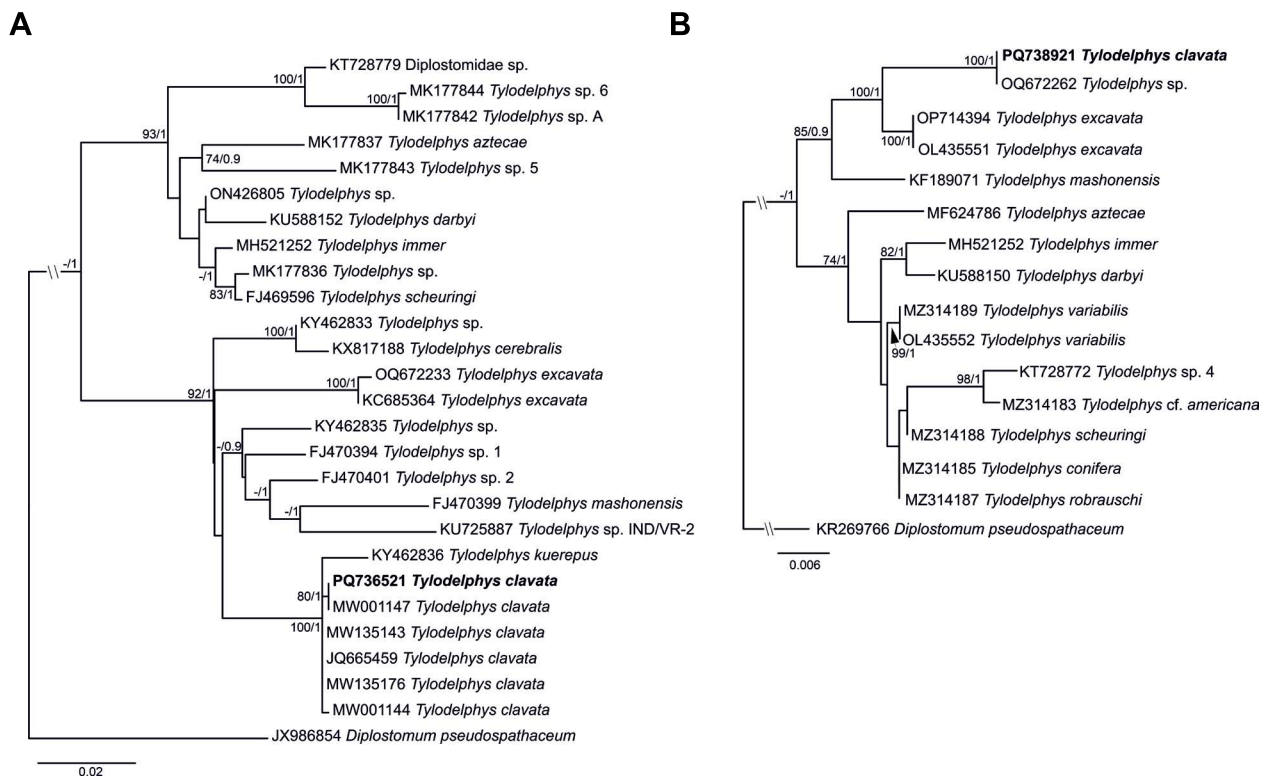 A
B
100/1
KT728779 Diplostomidae sp.
100/1
MK177844 Tylodelphys sp. 6
MK177842 Tylodelphys sp. A
93/1
MK177837 Tylodelphys aztecae
74/0.9
MK177843 Tylodelphys sp. 5
ON426805 Tylodelphys sp.
KU588152 Tylodelphys darbyi
MH521252 Tylodelphys immer
-/1
-/1
MK177836 Tylodelphys sp.
83/1
FJ469596 Tylodelphys scheuringi
KY462833 Tylodelphys sp.
100/1
KX817188 Tylodelphys cerebralis
OQ672233 Tylodelphys excavata
100/1
92/1
KC685364 Tylodelphys excavata
KY462835 Tylodelphys sp.
-/0.9
FJ470394 Tylodelphys sp. 1
FJ470401 Tylodelphys sp. 2
-/1
FJ470399 Tylodelphys mashonensis
-/1
KU725887 Tylodelphys sp. IND/VR-2
KY462836 Tylodelphys kuerepus
PQ736521 Tylodelphys clavata
80/1
MW001147 Tylodelphys clavata
100/1
MW135143 Tylodelphys clavata
JQ665459 Tylodelphys clavata
MW135176 Tylodelphys clavata
MW001144 Tylodelphys clavata
JX986854 Diplostomum pseudospathaceum
0.02
PQ738921 Tylodelphys clavata
100/1
OQ672262 Tylodelphys sp.
100/1
OP714394 Tylodelphys excavata
85/0.9
100/1
OL435551 Tylodelphys excavata
KF189071 Tylodelphys mashonensis
-/1
MF624786 Tylodelphys aztecae
MH521252 Tylodelphys immer
82/1
74/1
KU588150 Tylodelphys darbyi
MZ314189 Tylodelphys variabilis
OL435552 Tylodelphys variabilis
99/1
KT728772 Tylodelphys sp. 4
98/1
MZ314183 Tylodelphys cf. americana
MZ314188 Tylodelphys scheuringi
MZ314185 Tylodelphys conifera
MZ314187 Tylodelphys robrauschi
KR269766 Diplostomum pseudospathaceum
0.006